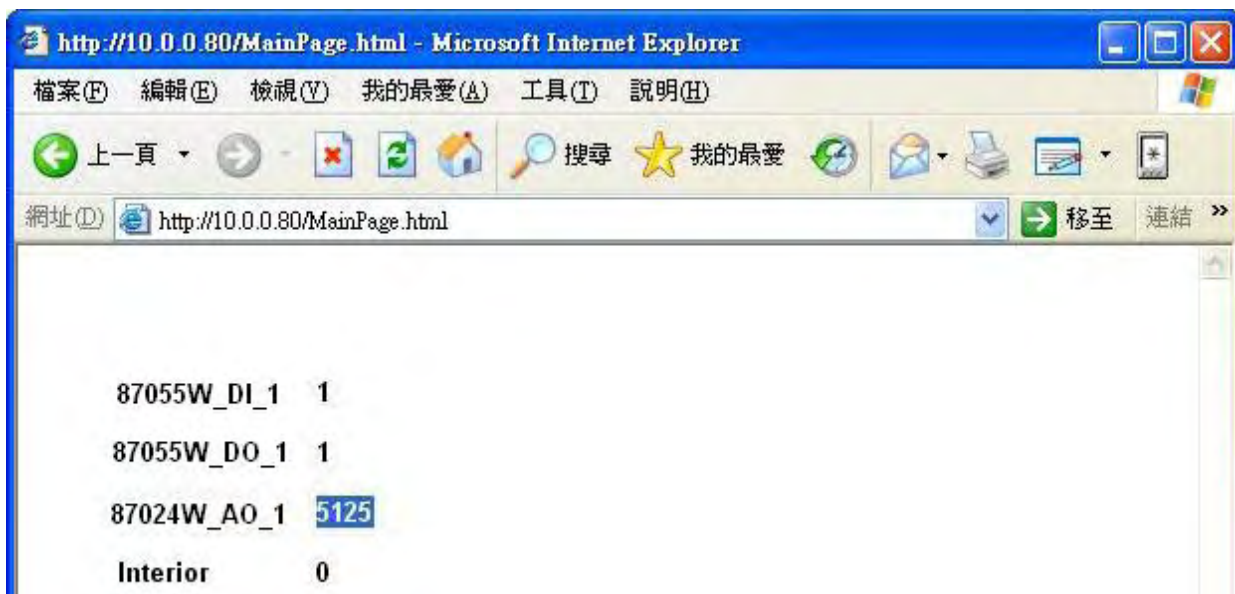 http://10.0.0.80/MainPage.html - Microsoft Internet Explorer
檔案(F) 編輯(E) 檢視(V) 我的最愛(A) 工具(T) 說明(H)
上一頁 搜尋 我的最愛
網址(D) http://10.0.0.80/MainPage.html 移至 連結 »
87055W_DI_1 1
87055W_DO_1 1
87024W_AO_1 5125
Interior 0